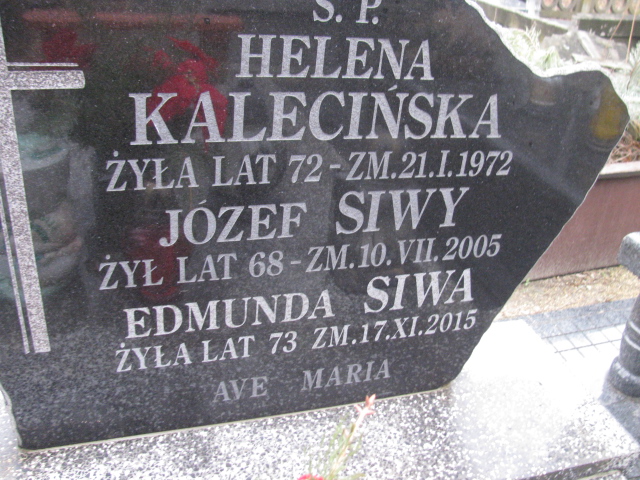 Ś. P.
HELENA
KALECIŃSKA
ŻYŁA LAT 72 - ZM. 21. I. 1972
JÓZEF SIWY
ŻYŁ LAT 68 - ZM. 10. VII. 2005
EDMUNDA SIWA
ŻYŁA LAT 73 ZM. 17. XI. 2015
AVE MARIA